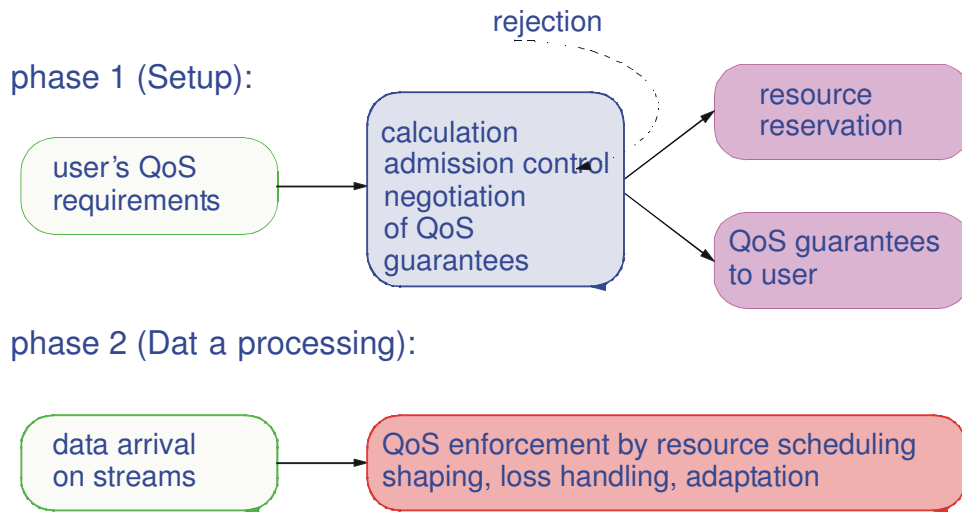 rejection
phase 1 (Setup):
user's QoS
requirements
calculation
admission control
negotiation
of QoS
guarantees
resource
reservation
QoS guarantees
to user
phase 2 (Dat a processing):
data arrival
on streams
QoS enforcement by resource scheduling
shaping, loss handling, adaptation